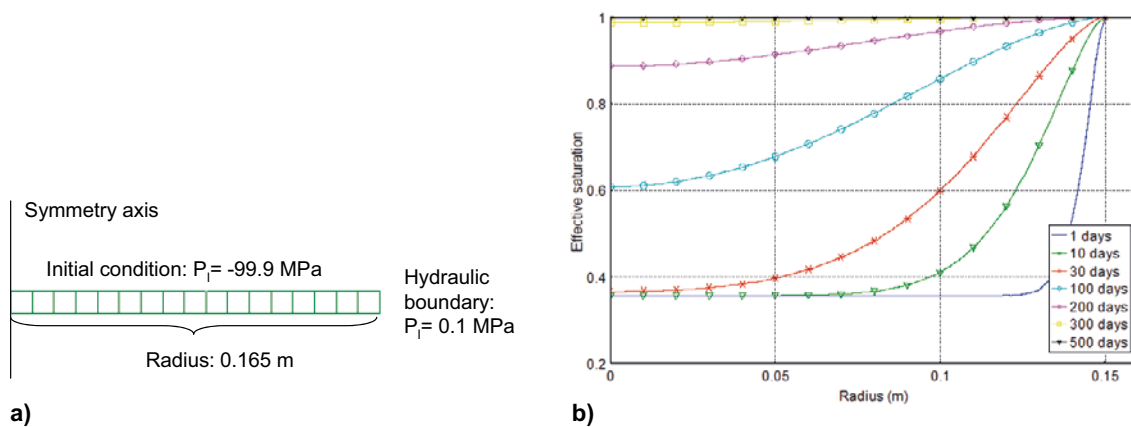 a)
Symmetry axis
Initial condition: Pl= -99.9 MPa
Hydraulic
boundary:
Pl= 0.1 MPa
Radius: 0.165 m
b)
Effective saturation
1
0.8
0.6
0.4
0.2
0
0.05
0.1
0.15
Radius (m)
1 days
10 days
30 days
100 days
200 days
300 days
500 days
a)
b)